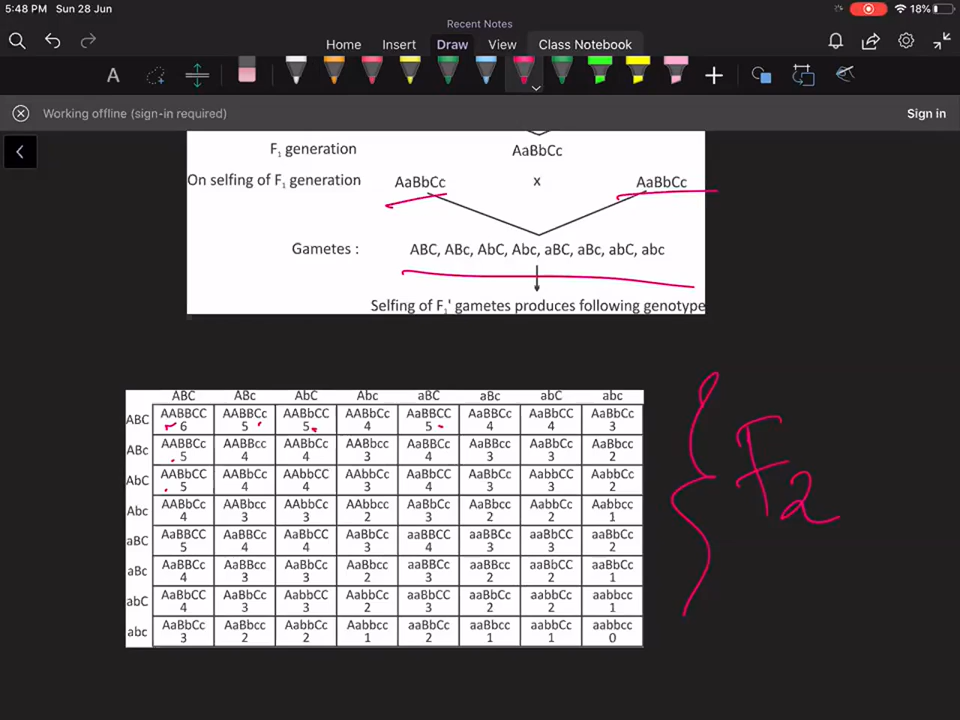 5:48 PM Sun 28 Jun 18%
Recent Notes
Home Insert Draw View Class Notebook
A
Working offline (sign-in required) Sign in
F₁ generation AaBbCc
On selfing of F₁ generation AaBbCc x AaBbCc
Gametes : ABC, ABc, AbC, Abc, aBC, aBc, abC, abc
Selfing of F₁' gametes produces following genotype
ABC ABc AbC Abc aBC aBc abC abc
ABC AABBCC AABBCc AABbCC AABbCc AaBBCC AaBBCc AaBbCC AaBbCc
6 5 5 4 5 4 4 3
ABc AABBCc AABBcc AABbCc AABbcc AaBBCc AaBBcc AaBbCc AaBbcc
5 4 4 3 4 3 3 2
AbC AABbCC AABbCc AAbbCC AAbbCc AaBbCC AaBbCc AabbCC AabbCc
5 4 4 3 4 3 3 2
Abc AABbCc AABbcc AAbbCc AAbbcc AaBbCc AaBbcc AabbCc Aabbcc
4 3 3 2 3 2 2 1
aBC AaBBCC AaBBCc AaBbCC AaBbCc aaBBCC aaBBCc aaBbCC aaBbCc
5 4 4 3 4 3 3 2
aBc AaBBCc AaBBcc AaBbCc AaBbcc aaBBCc aaBBcc aaBbCC aaBbCc
4 3 3 2 3 2 2 1
abC AaBbCC AaBbCc AabbCC AabbCc aaBbCC aaBbCc aabbCC aabbcc
4 3 3 2 3 2 2 1
abc AaBbCc AaBbcc AabbCc Aabbcc aaBbCc aaBbcc aabbCc aabbcc
3 2 2 1 2 1 1 0
F2